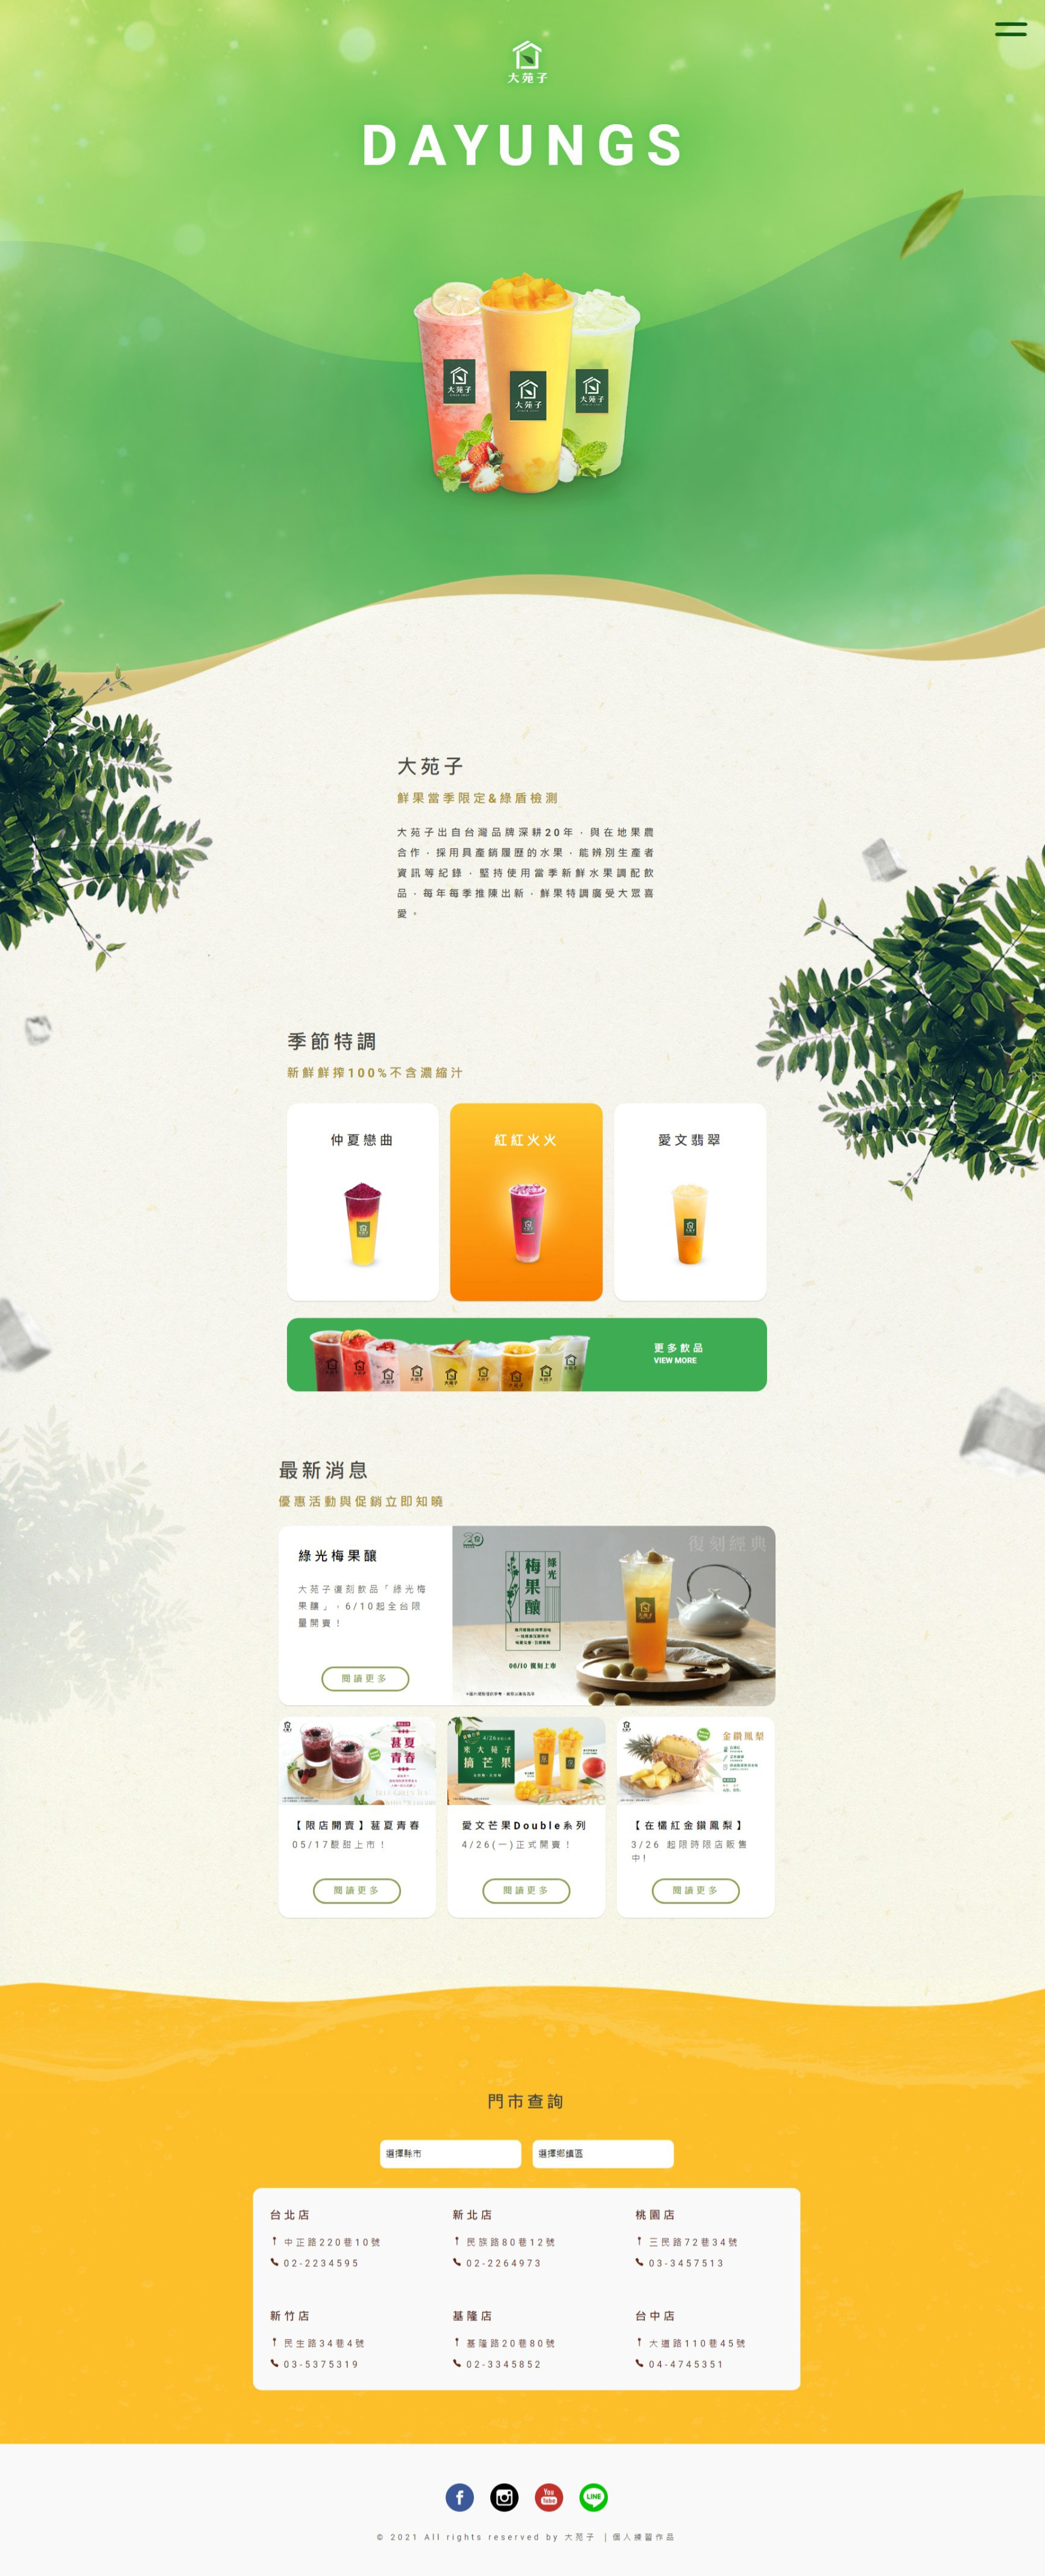 大苑子
DAYUNGS
大苑子
大苑子
大苑子
大苑子
鮮果當季限定&綠盾檢測
大苑子出自台灣品牌深耕20年，與在地果農
合作，採用具產銷履歷的水果，能辨別生產者
資訊等紀錄，堅持使用當季新鮮水果調配飲
品，每年每季推陳出新，鮮果特調廣受大眾喜
愛。
季節特調
新鮮鮮搾100%不含濃縮汁
仲夏戀曲
紅紅火火
愛文翡翠
更多飲品
VIEW MORE
最新消息
優惠活動與促銷立即知曉
綠光梅果釀
大苑子復刻飲品「綠光梅
果釀」，6/10起全台限
量開賣！
閱讀更多
20
復刻經典
綠光
梅果釀
06/10 復刻上市
甚夏
青春
4/26
來大苑子
摘芒果
金鑽鳳梨
【限店開賣】甚夏青春
05/17靚甜上市！
閱讀更多
愛文芒果Double系列
4/26(一)正式開賣！
閱讀更多
【在欉紅金鑽鳳梨】
3/26 起限時限店販售
中!
閱讀更多
門市查詢
選擇縣市
選擇鄉鎮區
台北店
中正路220巷10號
02-2234595
新北店
民族路80巷12號
02-2264973
桃園店
三民路72巷34號
03-3457513
新竹店
民生路34巷4號
03-5375319
基隆店
基隆路20巷80號
02-3345852
台中店
大道路110巷45號
04-4745351
You
Tube
LINE
© 2021 All rights reserved by 大苑子 | 個人練習作品